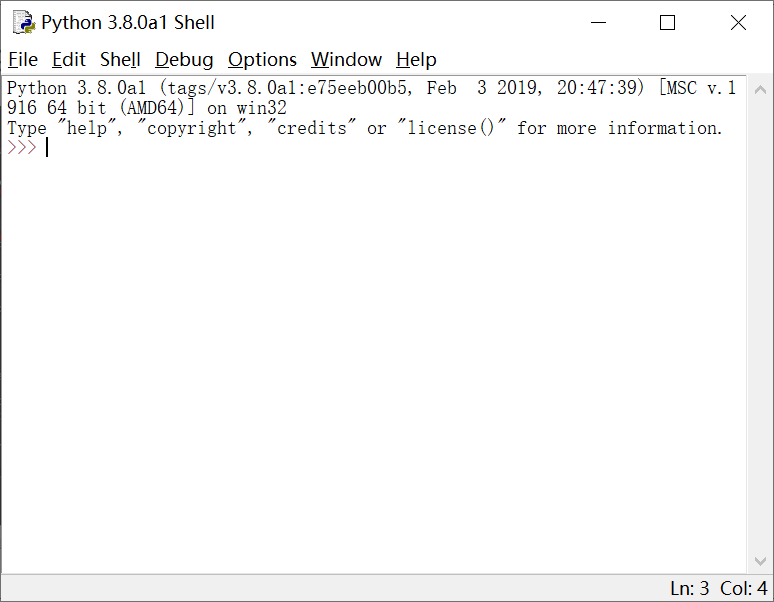 Python 3.8.0a1 Shell
File Edit Shell Debug Options Window Help
Python 3.8.0a1 (tags/v3.8.0a1:e75eeb00b5, Feb  3 2019, 20:47:39) [MSC v.1
916 64 bit (AMD64)] on win32
Type "help", "copyright", "credits" or "license()" for more information.
>>>
Ln: 3 Col: 4